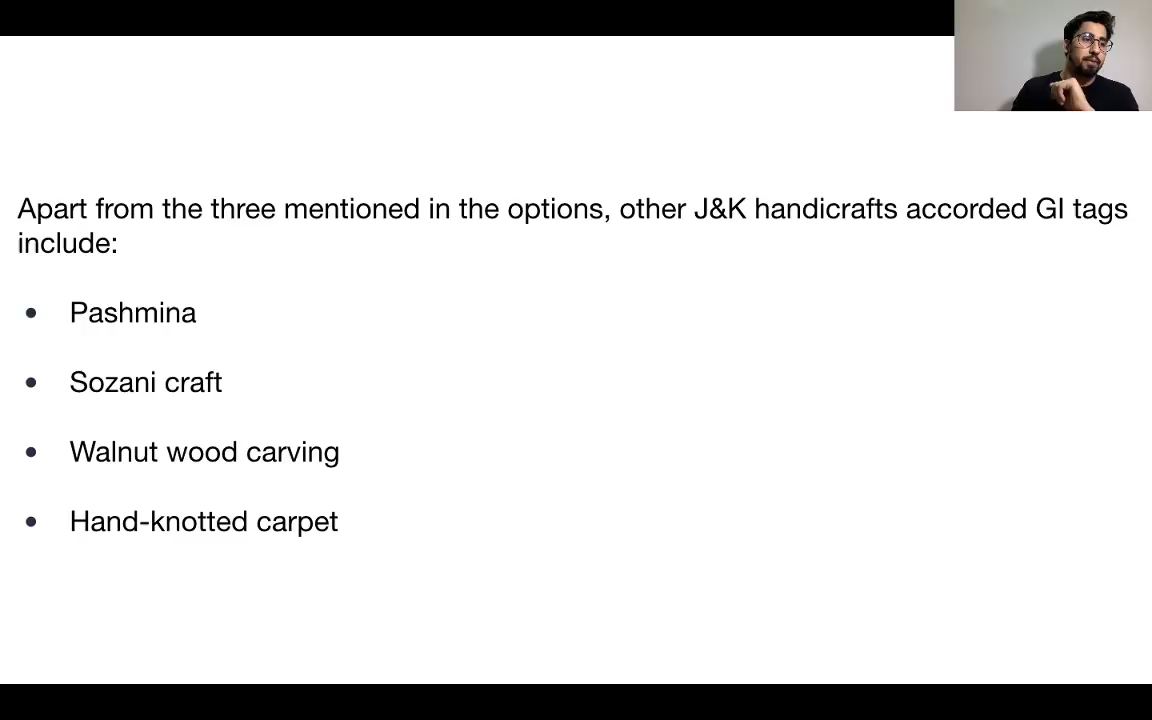 Apart from the three mentioned in the options, other J&K handicrafts accorded GI tags
include:
• Pashmina
• Sozani craft
• Walnut wood carving
• Hand-knotted carpet